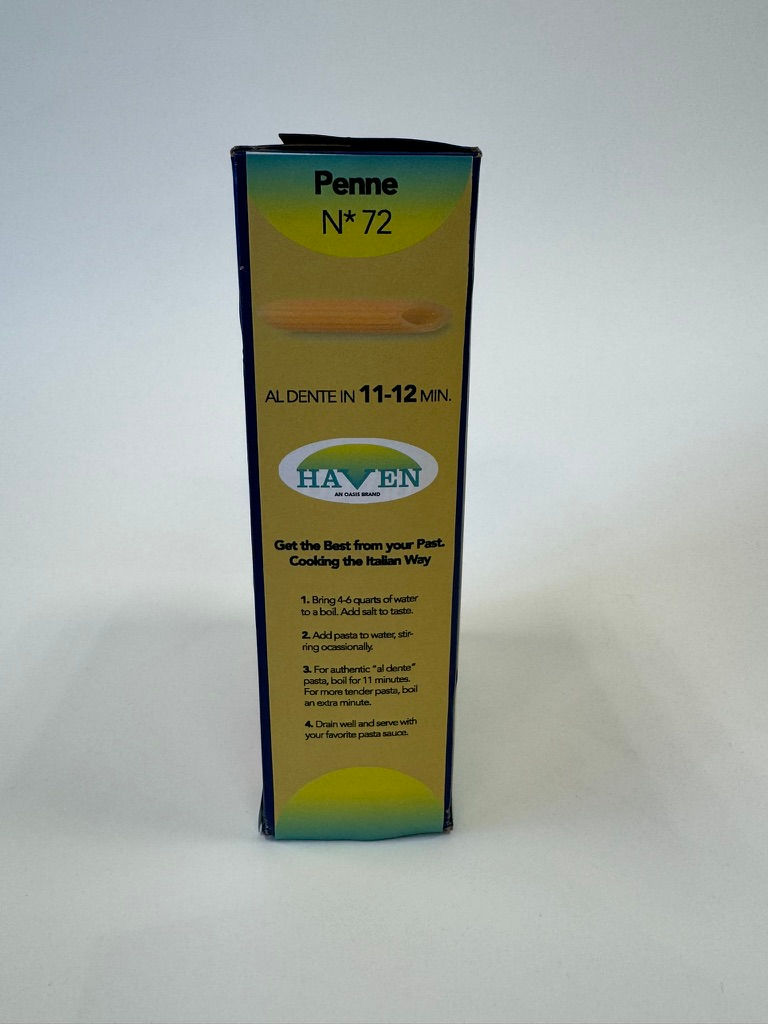 Penne
N* 72
AL DENTE IN 11-12 MIN.
HAVEN
AN OASIS BRAND
Get the Best from your Past.
Cooking the Italian Way
1. Bring 4-6 quarts of water
to a boil. Add salt to taste.
2. Add pasta to water, stir-
ring ocassionally.
3. For authentic "al dente"
pasta, boil for 11 minutes.
For more tender pasta, boil
an extra minute.
4. Drain well and serve with
your favorite pasta sauce.